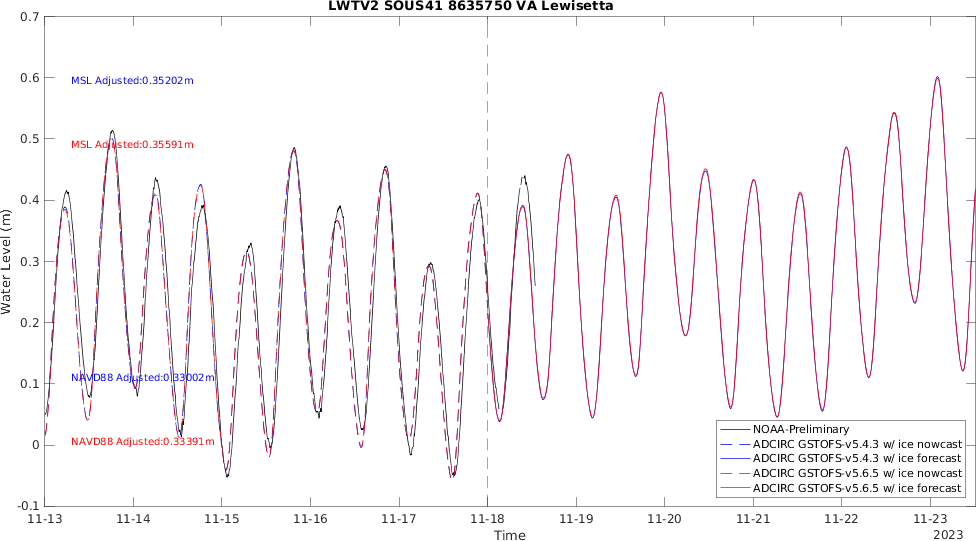 LWTV2 SOUS41 8635750 VA Lewisetta
0.7
0.6
0.5
0.4
0.3
0.2
0.1
0
-0.1
Water Level (m)
MSL Adjusted:0.35202m
MSL Adjusted:0.35591m
NAVD88 Adjusted:0.33002m
NAVD88 Adjusted:0.33391m
NOAA-Preliminary
ADCIRC GSTOFS-v5.4.3 w/ ice nowcast
ADCIRC GSTOFS-v5.4.3 w/ ice forecast
ADCIRC GSTOFS-v5.6.5 w/ ice nowcast
ADCIRC GSTOFS-v5.6.5 w/ ice forecast
11-13 11-14 11-15 11-16 11-17 11-18 11-19 11-20 11-21 11-22 11-23
Time
2023